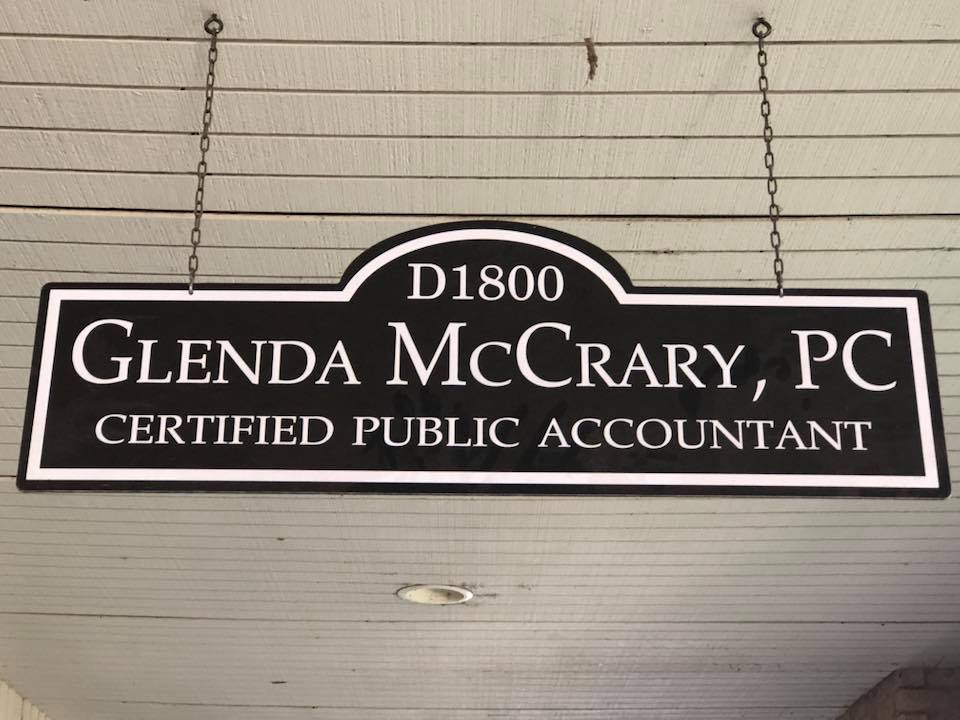 D1800
GLENDA MCCRARY, PC
CERTIFIED PUBLIC ACCOUNTANT